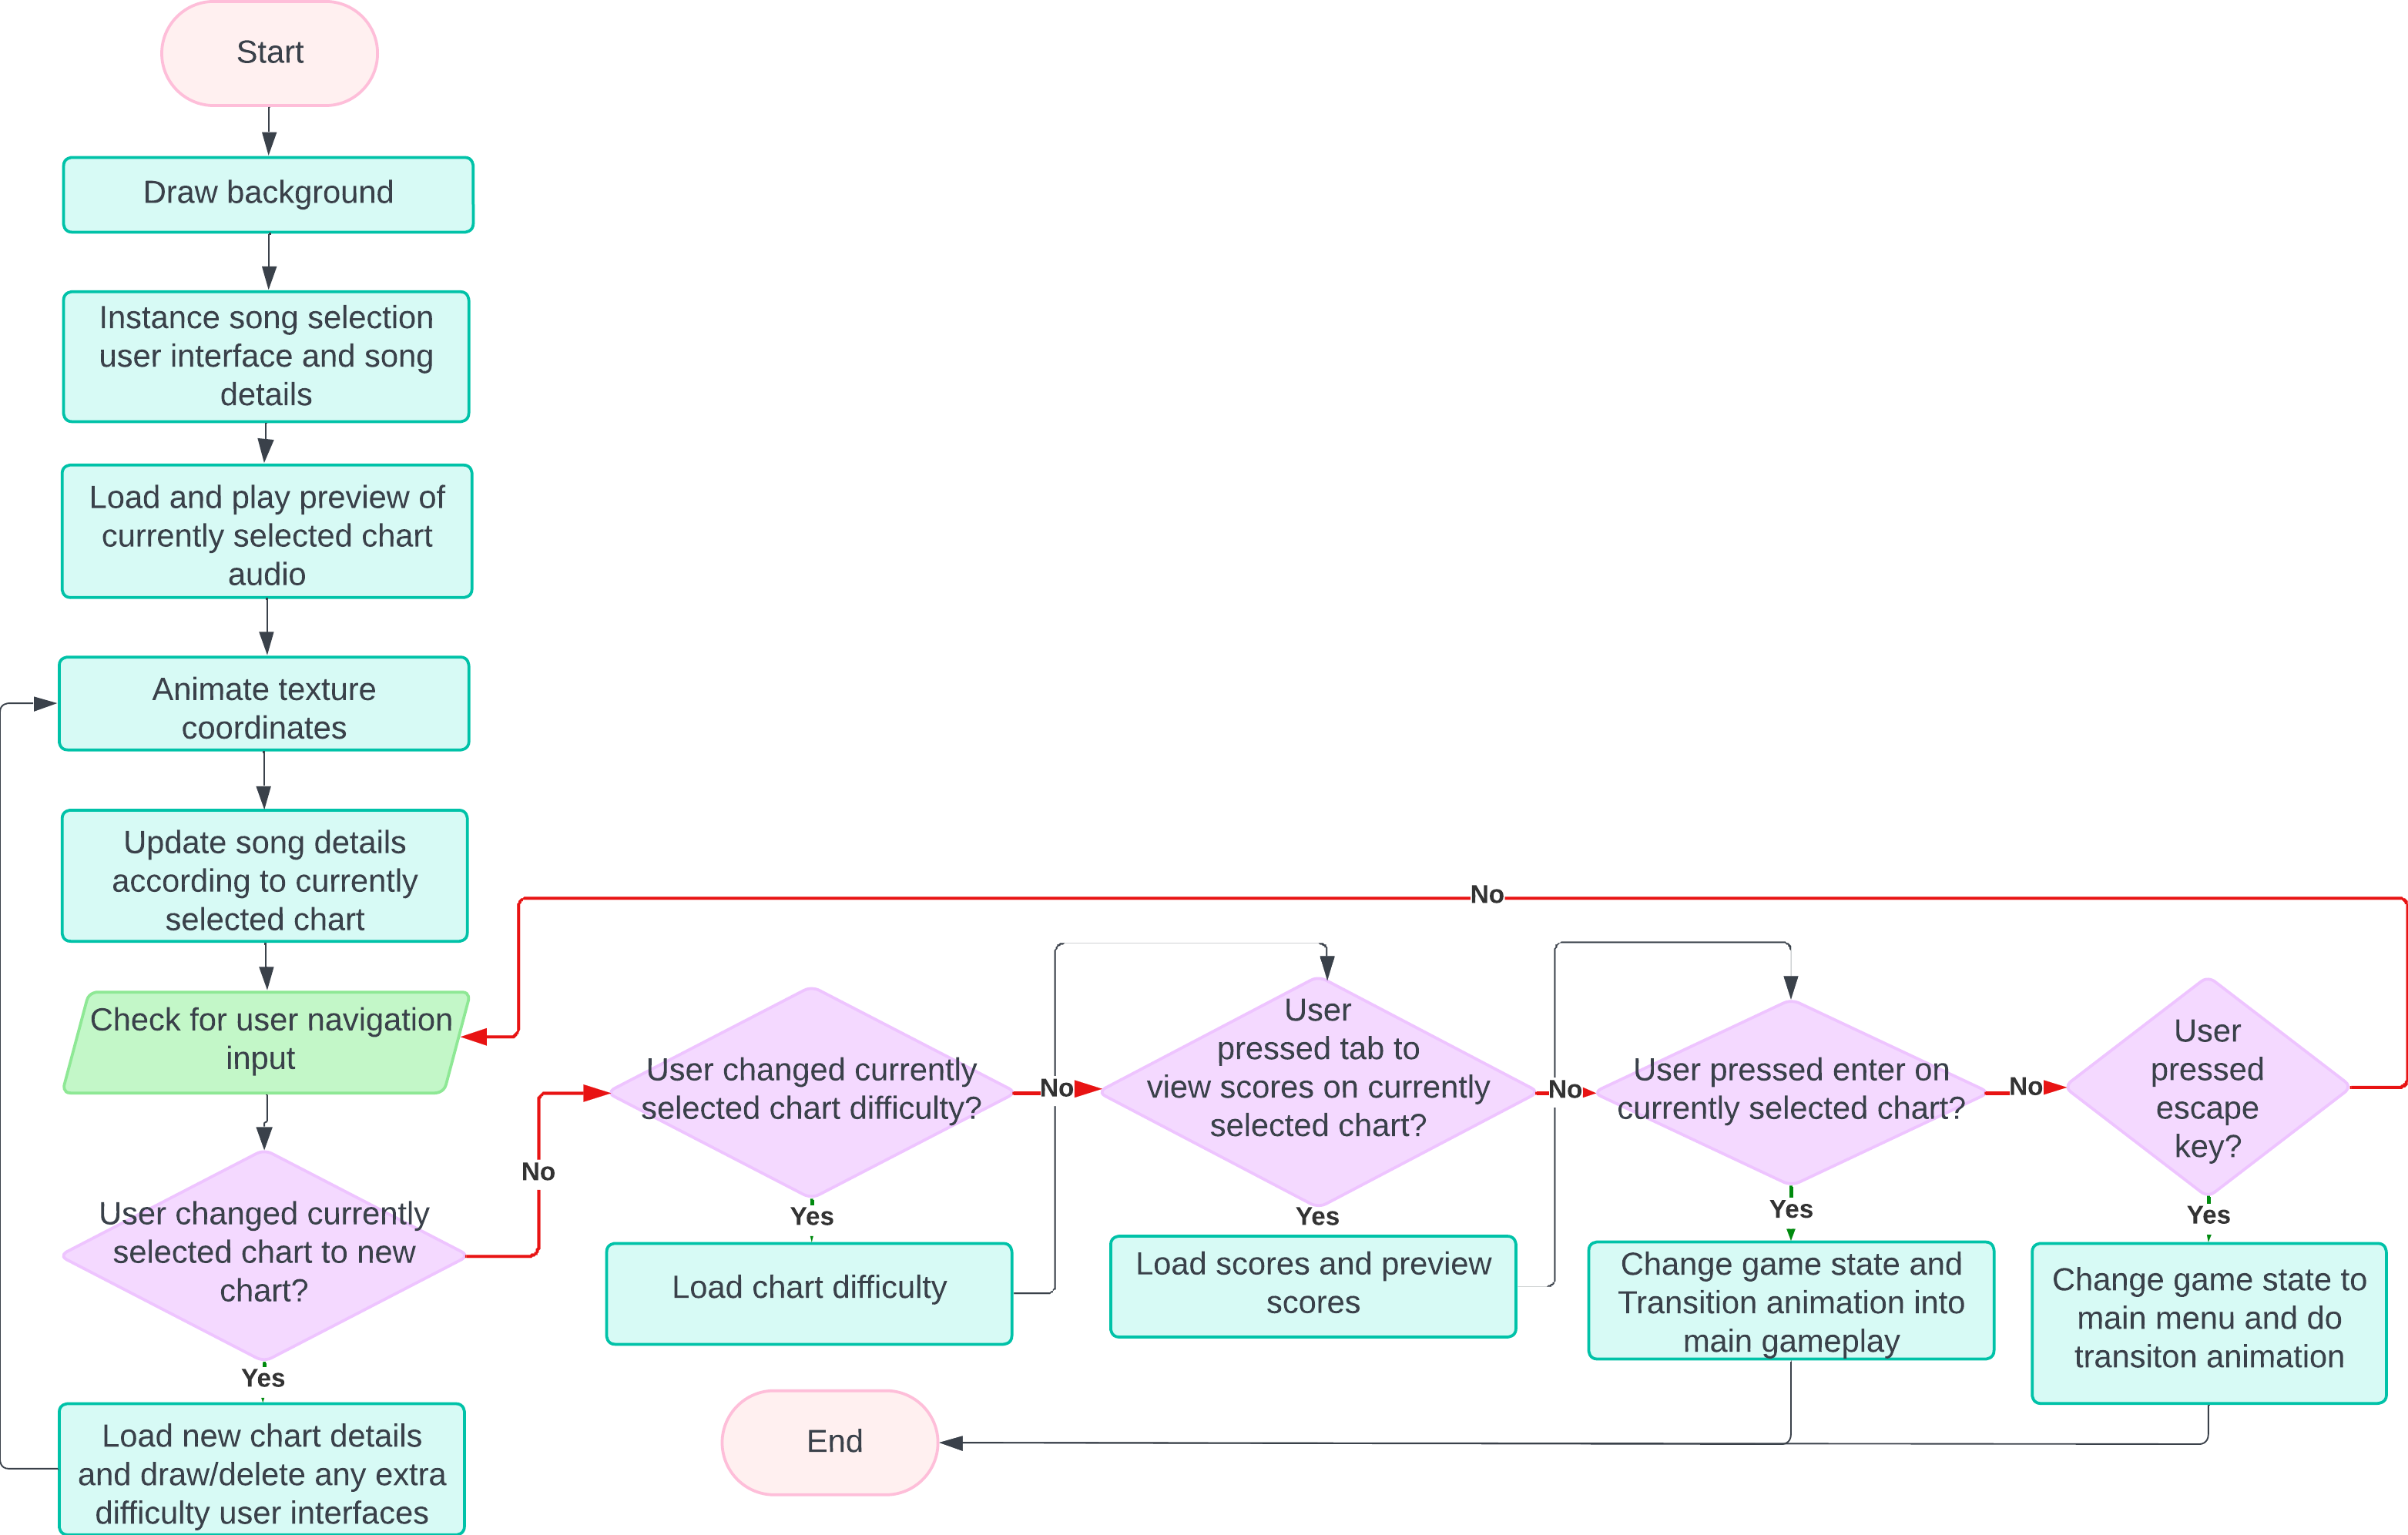 Start
Draw background
Instance song selection
user interface and song
details
Load and play preview of
currently selected chart
audio
Animate texture
coordinates
Update song details
according to currently
selected chart
Check for user navigation
input
User changed currently
selected chart to new
chart?
Yes
Load new chart details
and draw/delete any extra
difficulty user interfaces
No
User changed currently
selected chart difficulty?
Yes
Load chart difficulty
No
User
pressed tab to
view scores on currently
selected chart?
Yes
Load scores and preview
scores
No
User pressed enter on
currently selected chart?
Yes
Change game state and
Transition animation into
main gameplay
No
User
pressed
escape
key?
Yes
Change game state to
main menu and do
transiton animation
No
End